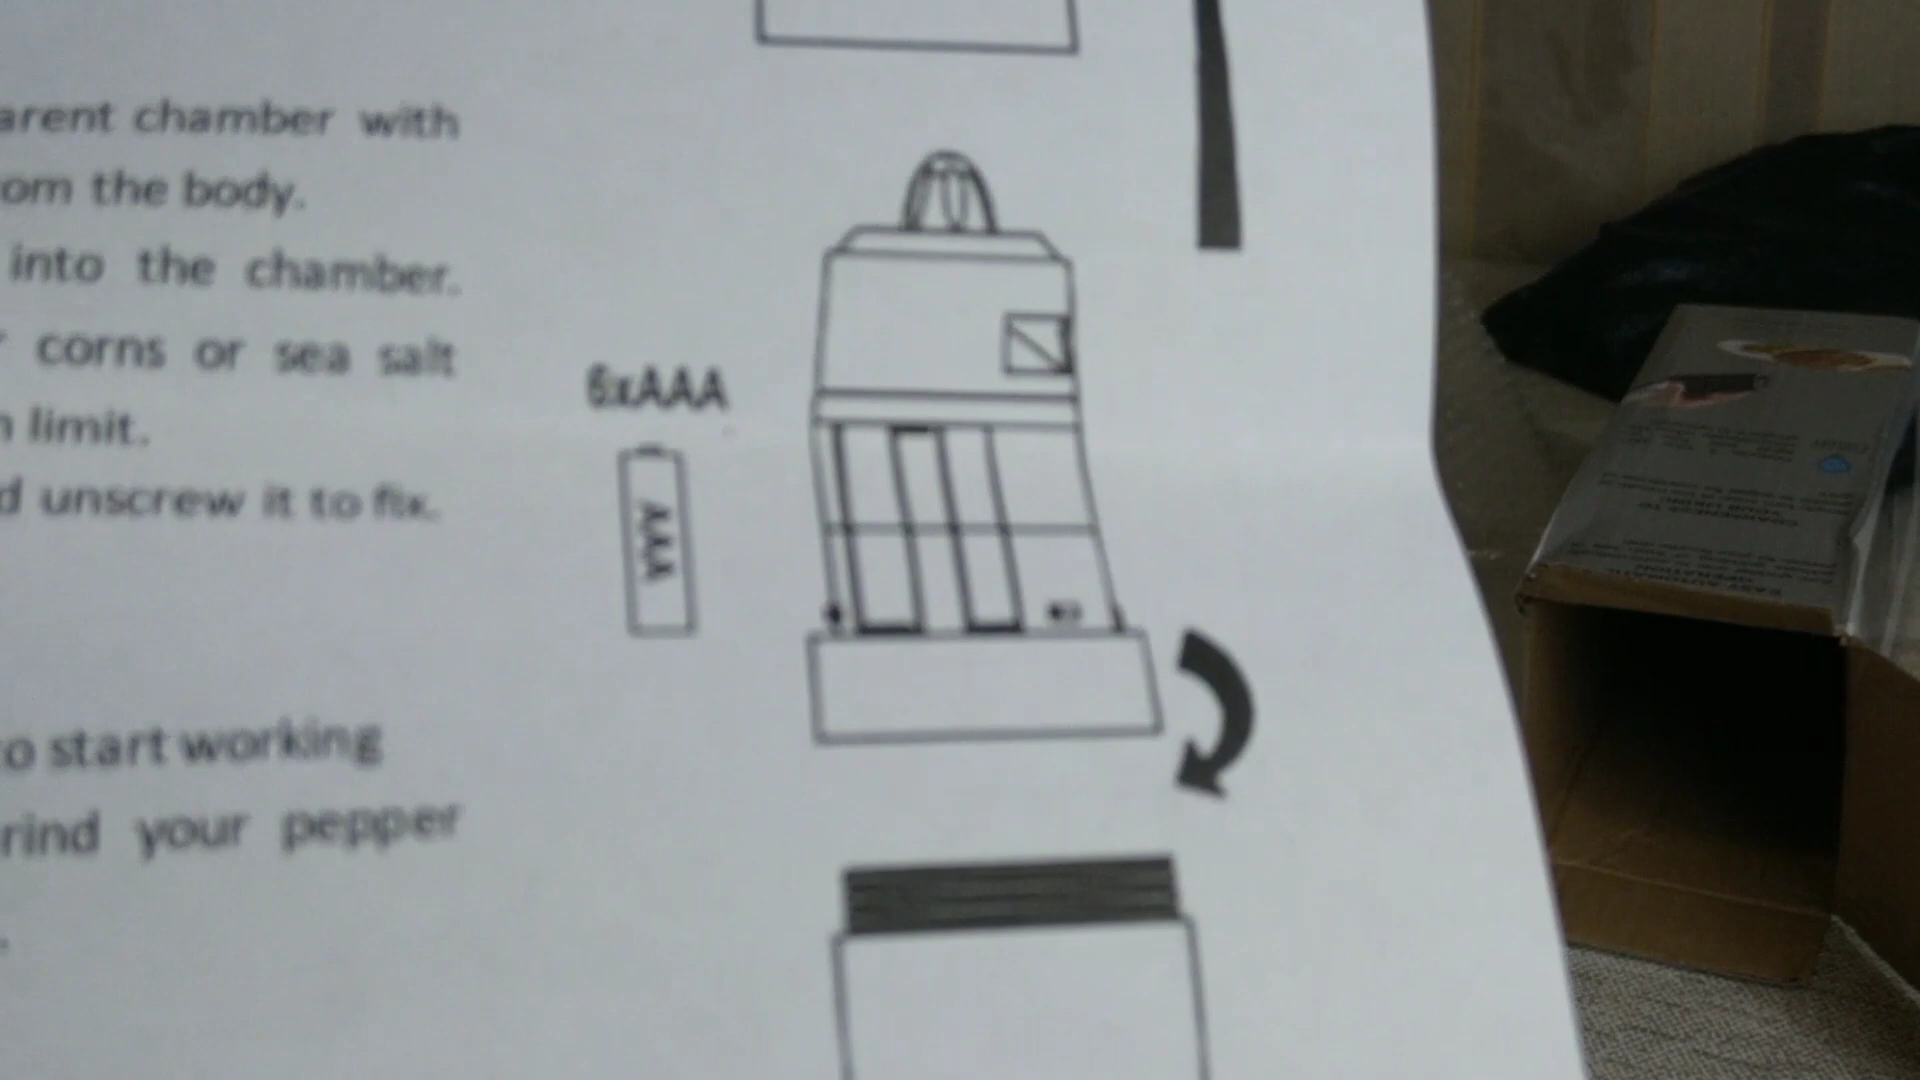 arent chamber with
om the body.
into the chamber.
corns or sea salt
limit.
unscrew it to fix.
6xAAA
AAA
o start working
rind your pepper